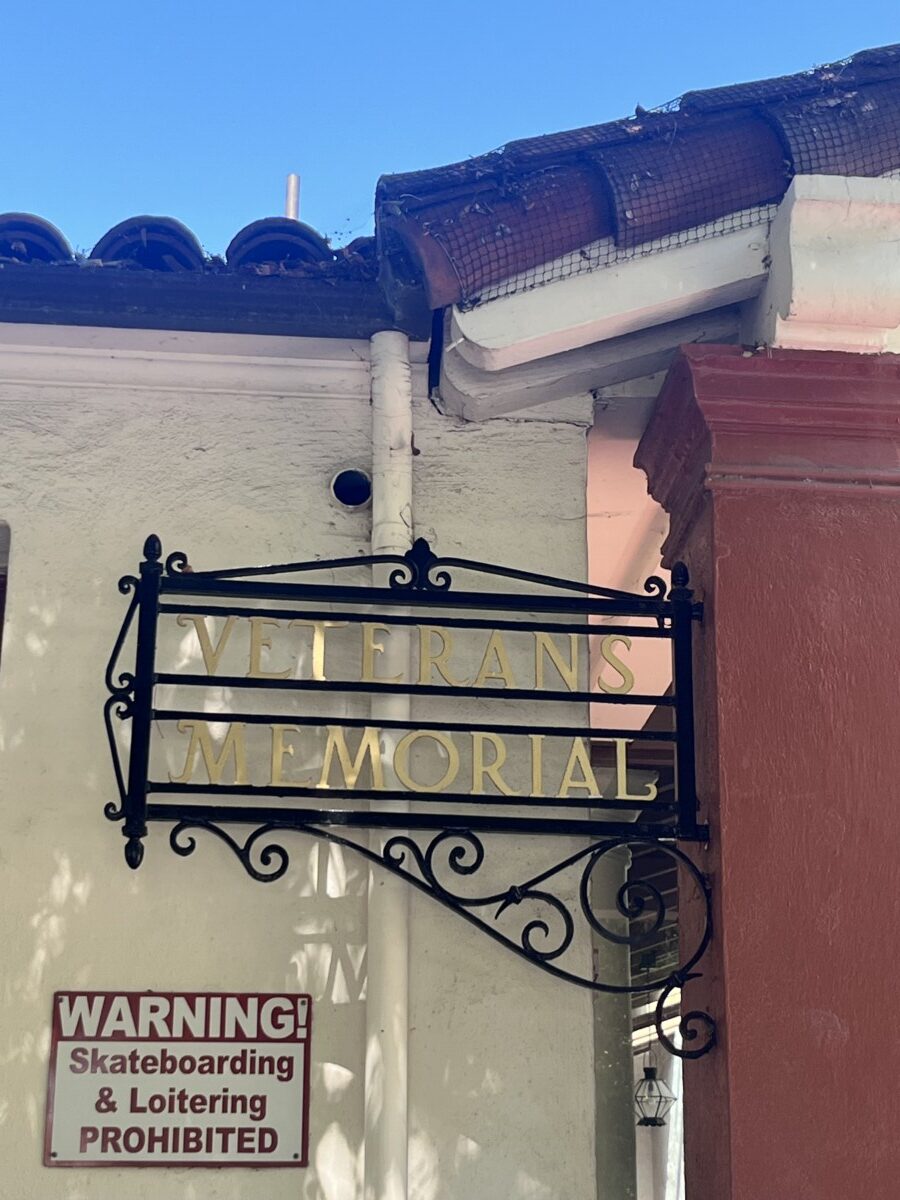 VETERANS
MEMORIAL
WARNING!
Skateboarding
& Loitering
PROHIBITED